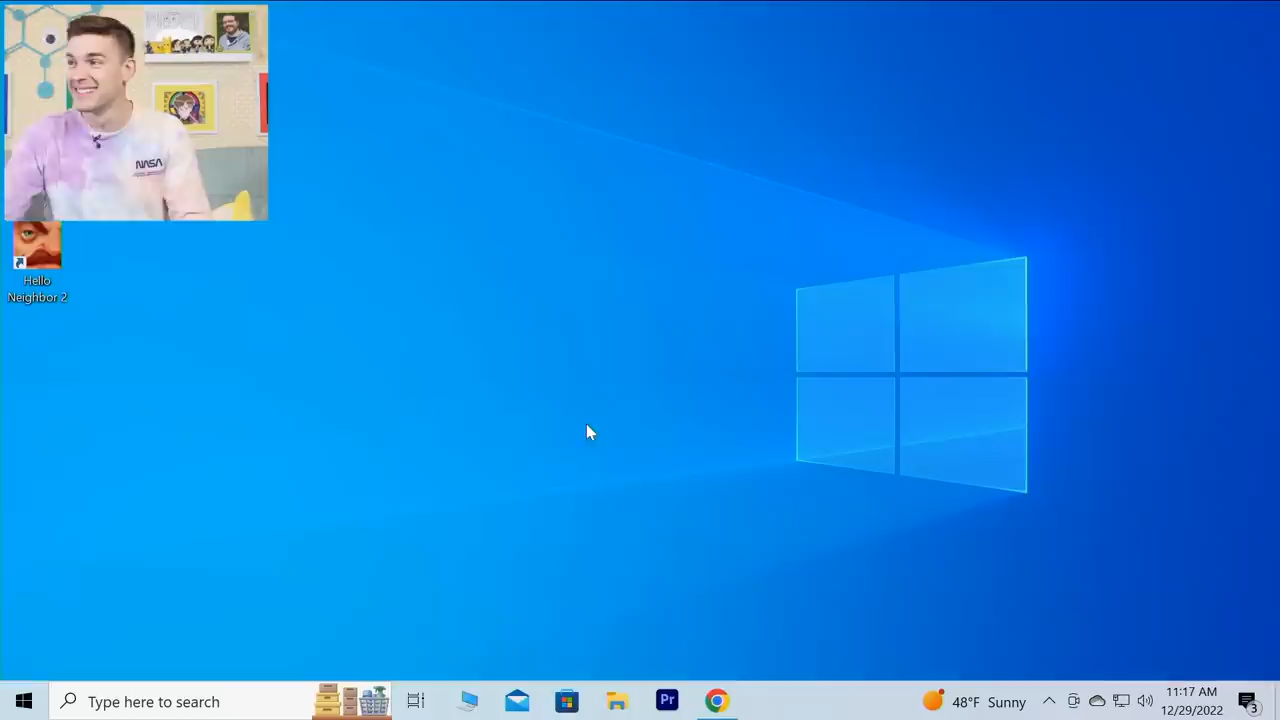 NASA
Hello
Neighbor 2
Type here to search
Pr
48°F Sunny
11:17 AM
12/29/2022
3